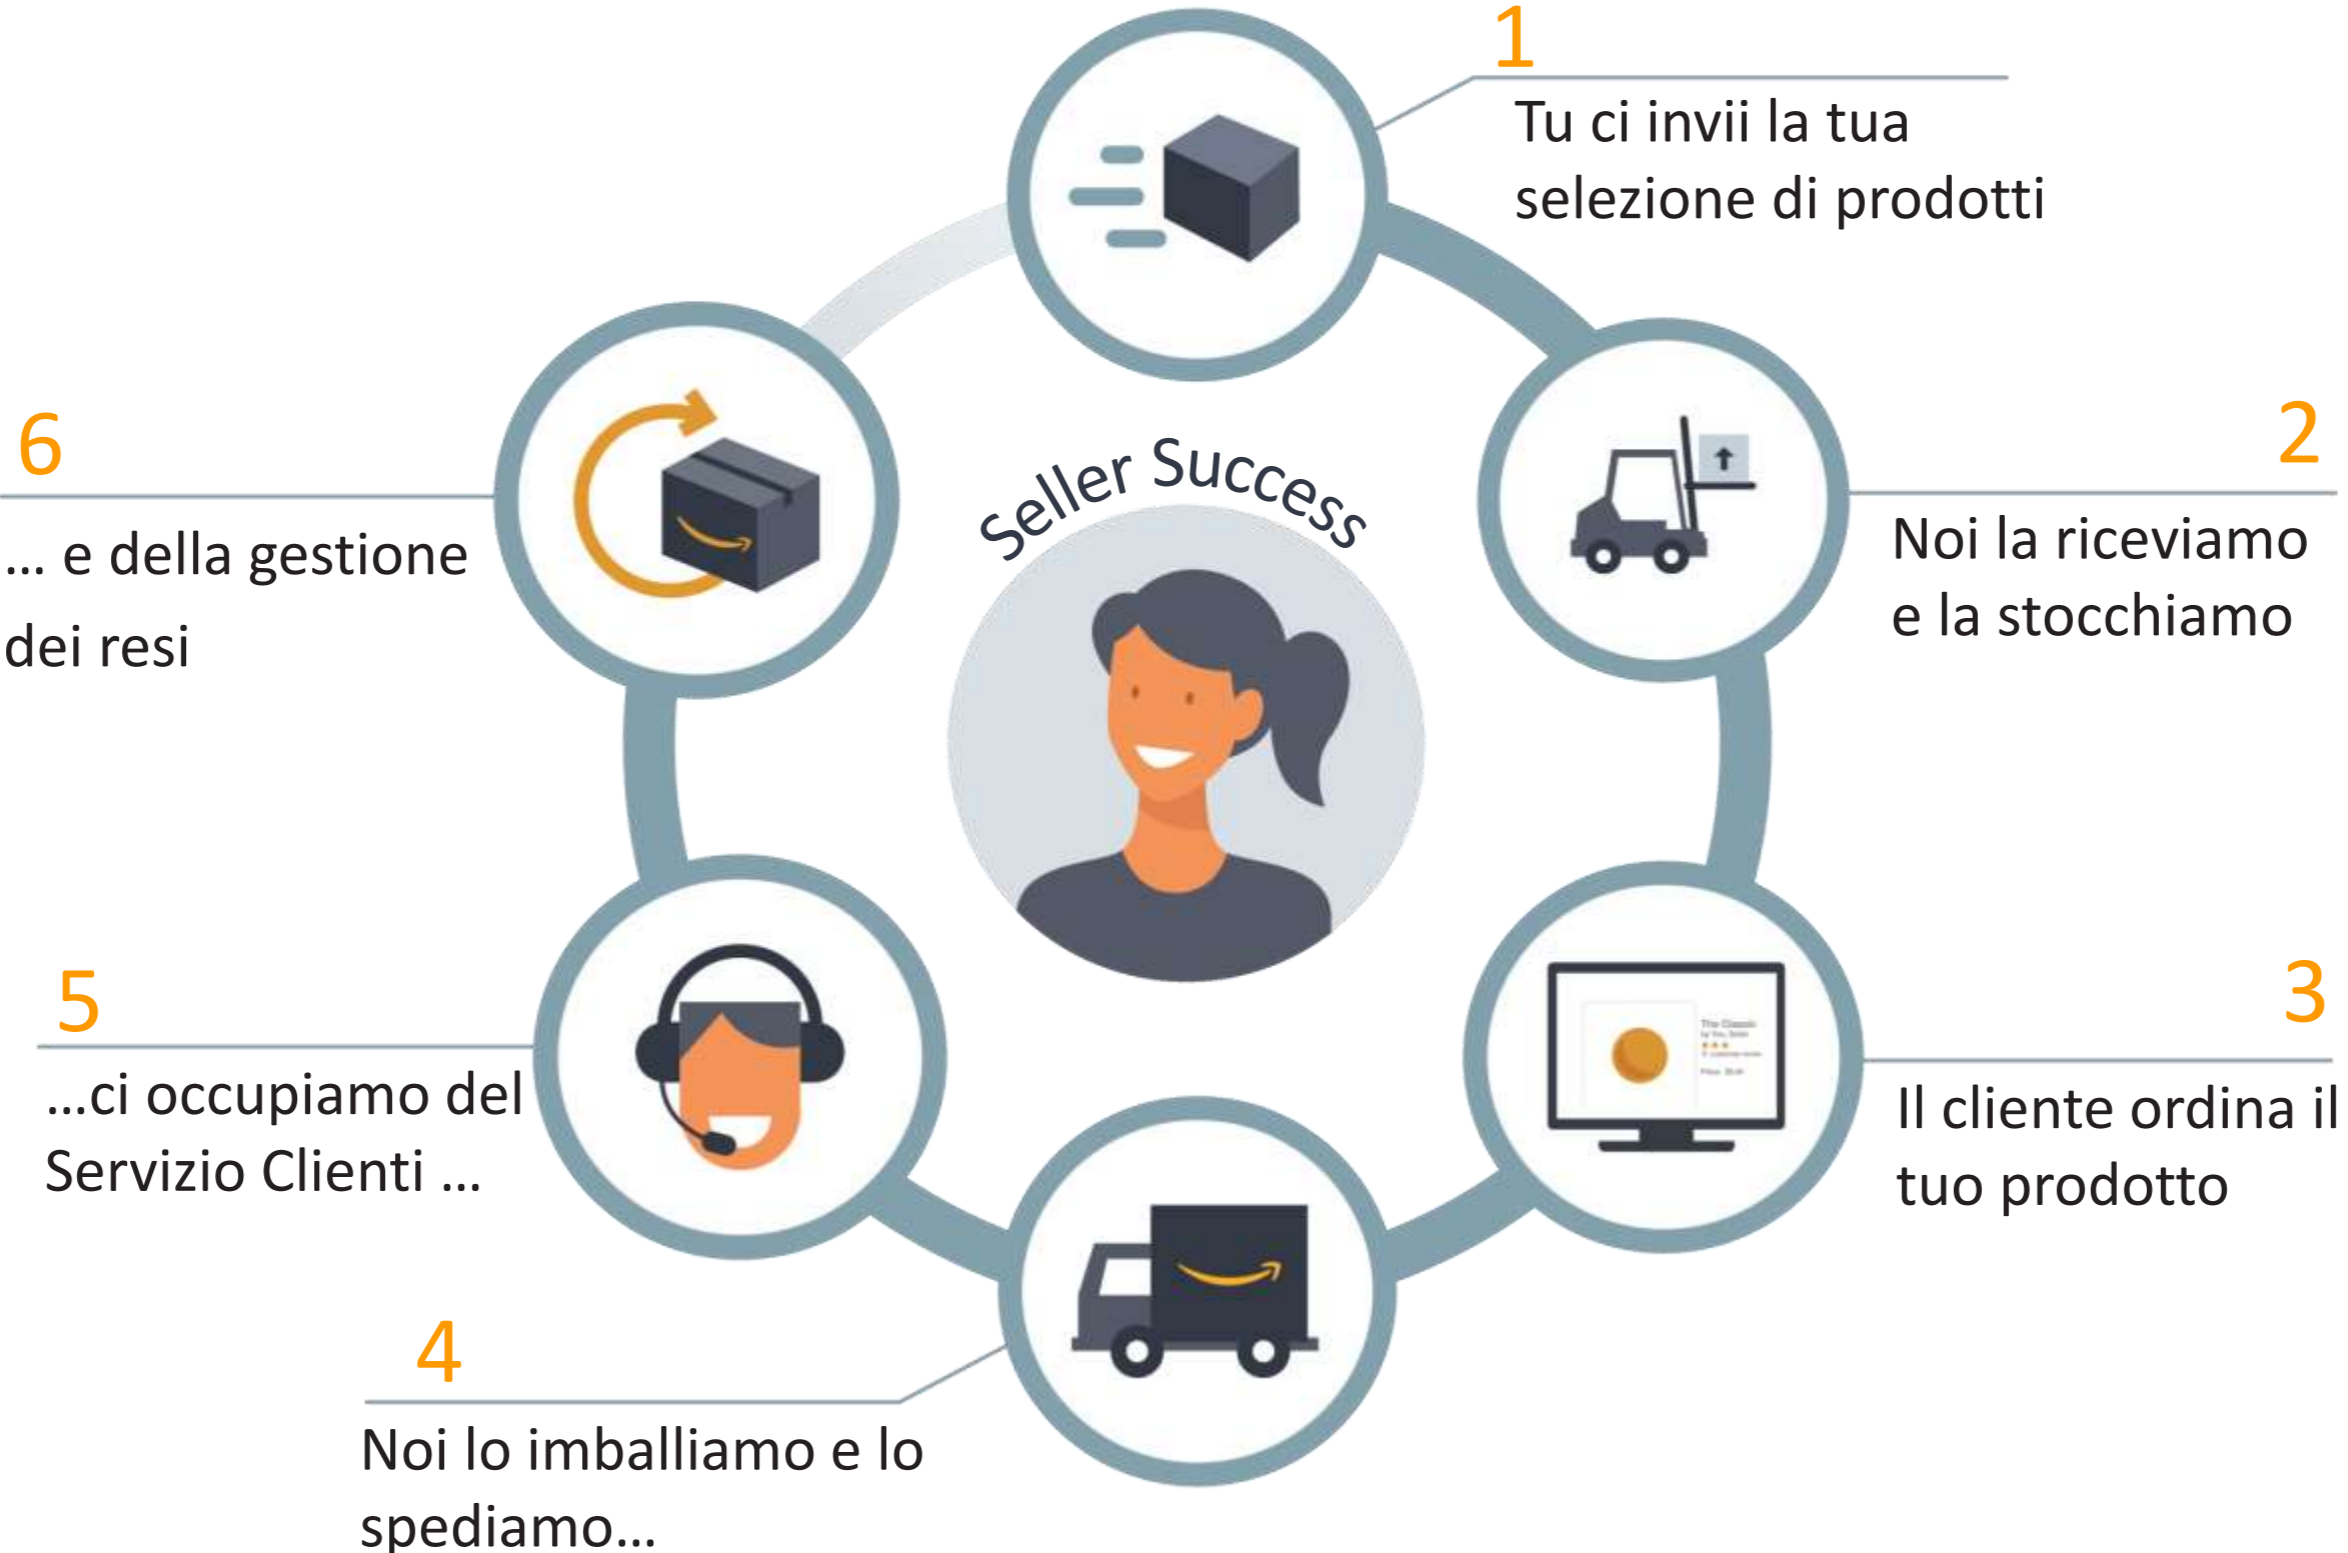 1
Tu ci invii la tua
selezione di prodotti
2
Noi la riceviamo
e la stocchiamo
3
Il cliente ordina il
tuo prodotto
4
Noi lo imballiamo e lo
spediamo...
5
...ci occupiamo del
Servizio Clienti ...
6
... e della gestione
dei resi
Seller Success
The Classic